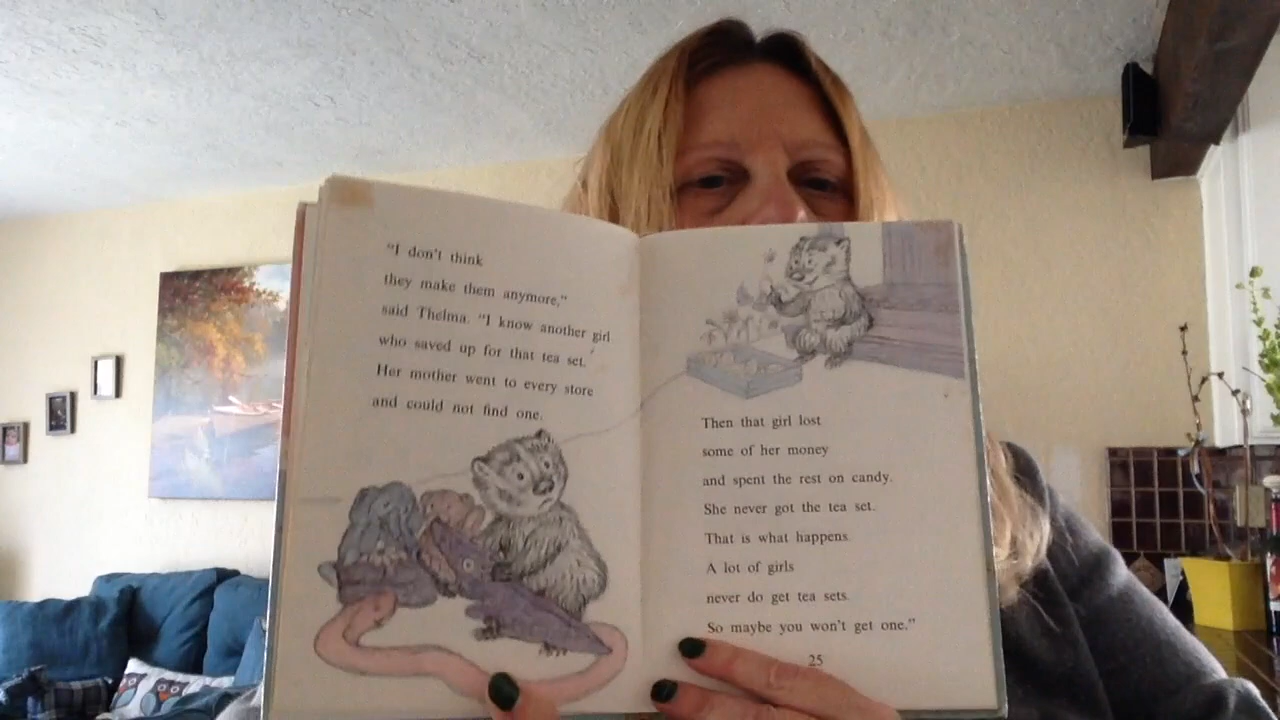 "I don't think
they make them anymore,"
said Thelma. "I know another girl
who saved up for that tea set.
Her mother went to every store
and could not find one.
Then that girl lost
some of her money
and spent the rest on candy.
She never got the tea set.
That is what happens.
A lot of girls
never do get tea sets.
So maybe you won't get one."
25